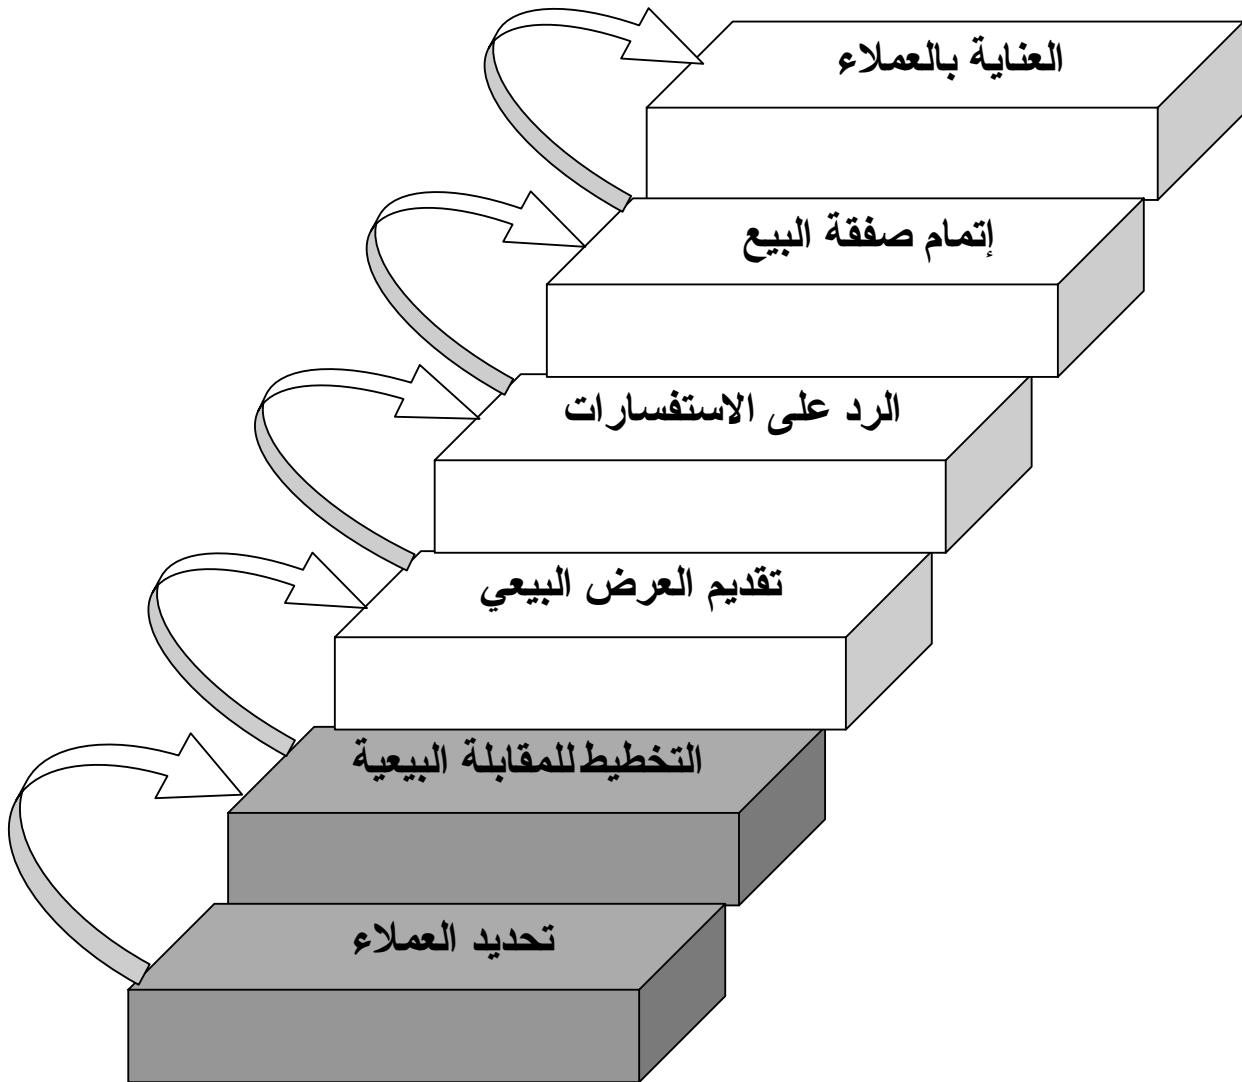 العناية بالعملاء
إتمام صفقة البيع
الرد على الاستفسارات
تقديم العرض البيعي
التخطيط للمقابلة البيعية
تحديد العملاء